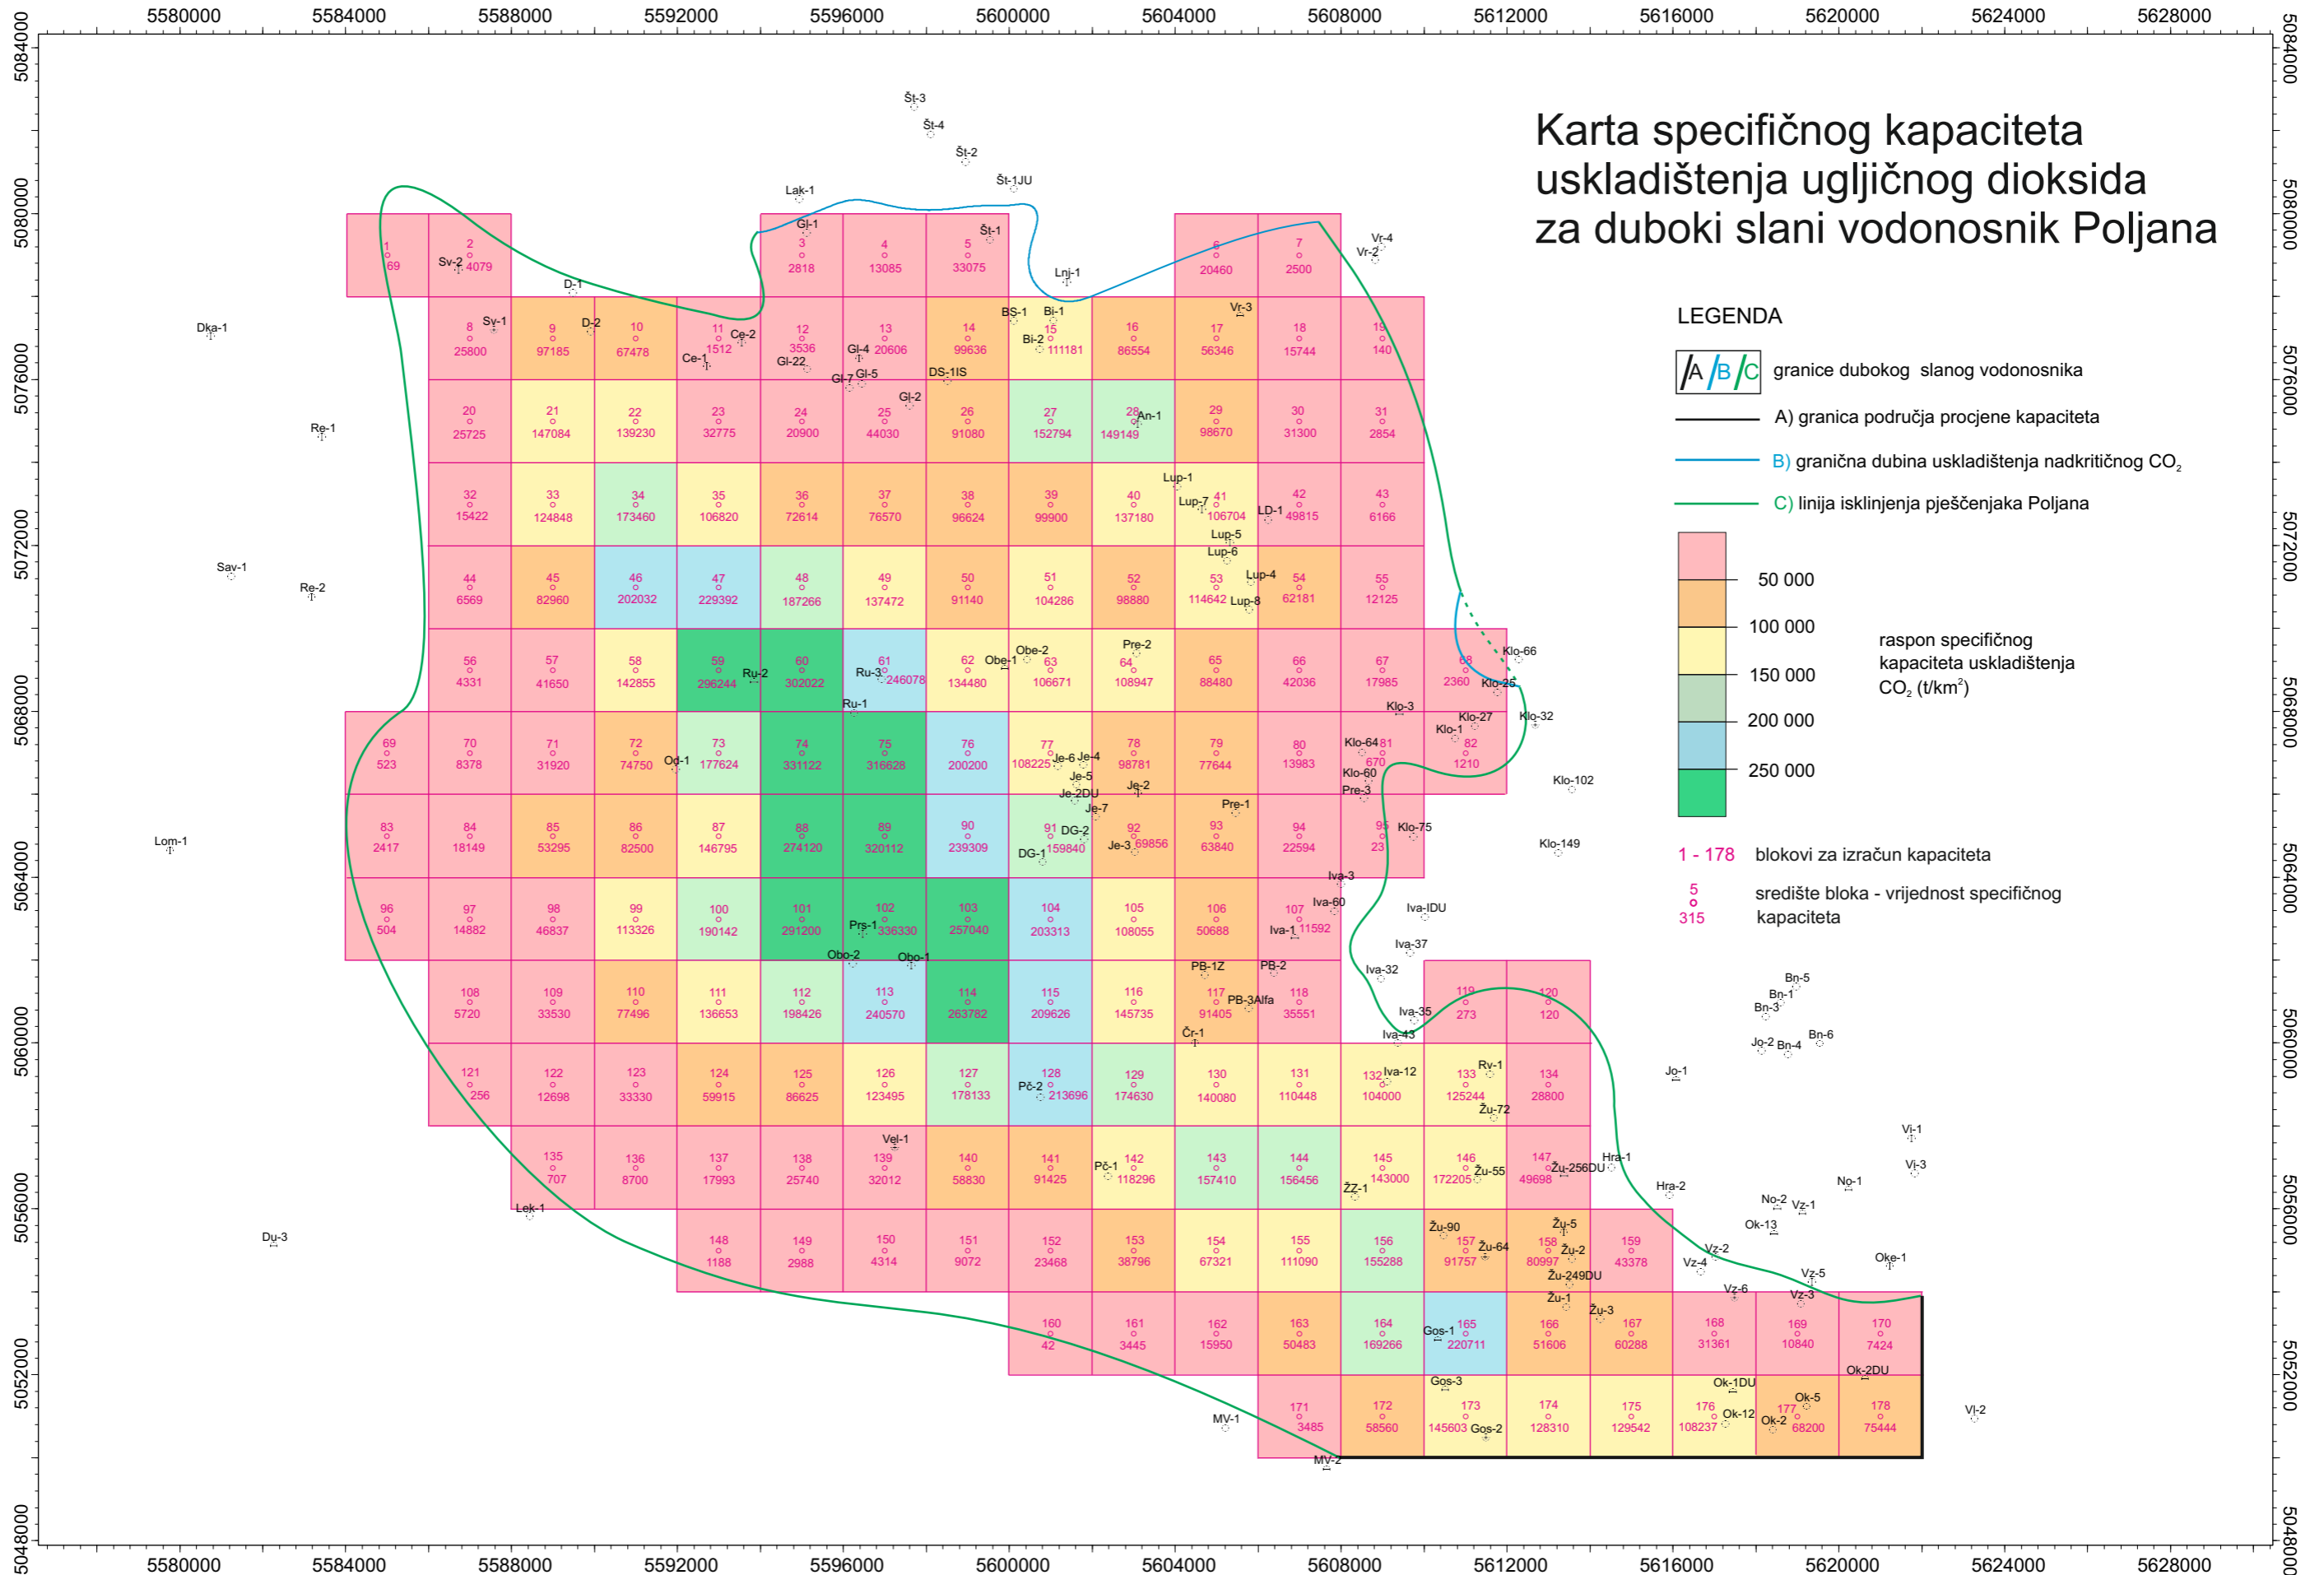 5580000 5584000 5588000 5592000 5596000 5600000 5604000 5608000 5612000 5616000 5620000 5624000 5628000
5084000 5084000
Karta specifičnog kapaciteta
uskladištenja ugljičnog dioksida
za duboki slani vodonosnik Poljana
Št-3
Št-4
Št-2
Št-1JU
Lak-1
5080000 5080000
Gl-1 Št-1 Vr-4
Vr-2
Lnj-1
Sv-2
D-1
1 2 3 4 5 6 7
69 4079 2818 13085 33075 20460 2500
LEGENDA
A B C granice dubokog slanog vodonosnika
A) granica područja procjene kapaciteta
B) granična dubina uskladištenja nadkritičnog CO2
C) linija isklinjenja pješčenjaka Poljana
50 000
100 000
150 000
200 000
250 000
raspon specifičnog
kapaciteta uskladištenja
CO2 (t/km2)
1 - 178 blokovi za izračun kapaciteta
5
315
središte bloka - vrijednost specifičnog
kapaciteta
Dka-1 Sv-1 D-2 Ce-2 Ce-1 Gl-22 Gl-4 Gl-7 Gl-5 BS-1 Bi-1 Bi-2 Vr-3
8 9 10 11 12 13 14 15 16 17 18 19
25800 97185 67478 1512 3536 20606 99636 111181 86554 56346 15744 140
5076000 5076000
DS-1IS Gl-2 An-1 Re-1
20 21 22 23 24 25 26 27 28 29 30 31
25725 147084 139230 32775 20900 44030 91080 152794 149149 98670 31300 2854
Lup-1 Lup-7 LD-1 Lup-5
32 33 34 35 36 37 38 39 40 41 42 43
15422 124848 173460 106820 72614 76570 96624 99900 137180 106704 49815 6166
5072000 5072000
Sav-1 Re-2 Lup-6 Lup-4 Lup-8
44 45 46 47 48 49 50 51 52 53 54 55
6569 82960 202032 229392 187266 137472 91140 104286 98880 114642 62181 12125
Ru-2 Ru-3 Ru-1 Obe-1 Obe-2 Pre-2 Klo-66 Klo-25 Klo-3
56 57 58 59 60 61 62 63 64 65 66 67 68
4331 41650 142855 296244 302022 246078 134480 106671 108947 88480 42036 17985 2360
5068000 5068000
Od-1 Je-6 Je-4 Je-5 Je-2DU Je-2 Klo-64 Klo-60 Pre-3 Klo-1 Klo-27 Klo-32 Klo-102
69 70 71 72 73 74 75 76 77 78 79 80 81 82
523 8378 31920 74750 177624 331122 316628 200200 108225 98781 77644 13983 670 1210
Lom-1 Je-7 DG-2 DG-1 Je-3 Pre-1 Klo-75 Klo-149
83 84 85 86 87 88 89 90 91 92 93 94 95
2417 18149 53295 82500 146795 274120 320112 239309 159840 69856 63840 22594 23
5064000 5064000
Prs-1 Iva-3 Iva-60 Iva-1 Iva-IDU Iva-37
96 97 98 99 100 101 102 103 104 105 106 107
504 14882 46837 113326 190142 291200 336330 257040 203313 108055 50688 11592
Obo-2 Obo-1 PB-1Z PB-2 PB-3Alfa Čr-1 Iva-32 Iva-35 Iva-43 Bn-5 Bn-1 Bn-3
108 109 110 111 112 113 114 115 116 117 118 119 120
5720 33530 77496 136653 198426 240570 263782 209626 145735 91405 35551 273 120
5060000 5060000
Pč-2 Iva-12 Rv-1 Žu-72 Jo-1 Jo-2 Bn-4 Bn-6
121 122 123 124 125 126 127 128 129 130 131 132 133 134
256 12698 33330 59915 86625 123495 178133 213696 174630 140080 110448 104000 125244 28800
Vel-1 Pč-1 ŽZ-1 Žu-55 Žu-256DU Hra-1 Hra-2 Vi-1 Vi-3 No-1
135 136 137 138 139 140 141 142 143 144 145 146 147
707 8700 17993 25740 32012 58830 91425 118296 157410 156456 143000 172205 49698
5056000 5056000
Lek-1 Du-3 Žu-90 Žu-64 Žu-5 Žu-2 Žu-249DU No-2 Vz-1 Ok-13 Vz-2 Vz-4 Vz-5 Oke-1
148 149 150 151 152 153 154 155 156 157 158 159
1188 2988 4314 9072 23468 38796 67321 111090 155288 91757 80997 43378
Gos-1 Žu-1 Žu-3 Vz-6 Vz-3
160 161 162 163 164 165 166 167 168 169 170
42 3445 15950 50483 169266 220711 51606 60288 31361 10840 7424
5052000 5052000
MV-1 MV-2 Gos-3 Gos-2 Ok-1DU Ok-12 Ok-2 Ok-5 Ok-2DU Vl-2
171 172 173 174 175 176 177 178
3485 58560 145603 128310 129542 108237 68200 75444
5048000 5048000
5580000 5584000 5588000 5592000 5596000 5600000 5604000 5608000 5612000 5616000 5620000 5624000 5628000